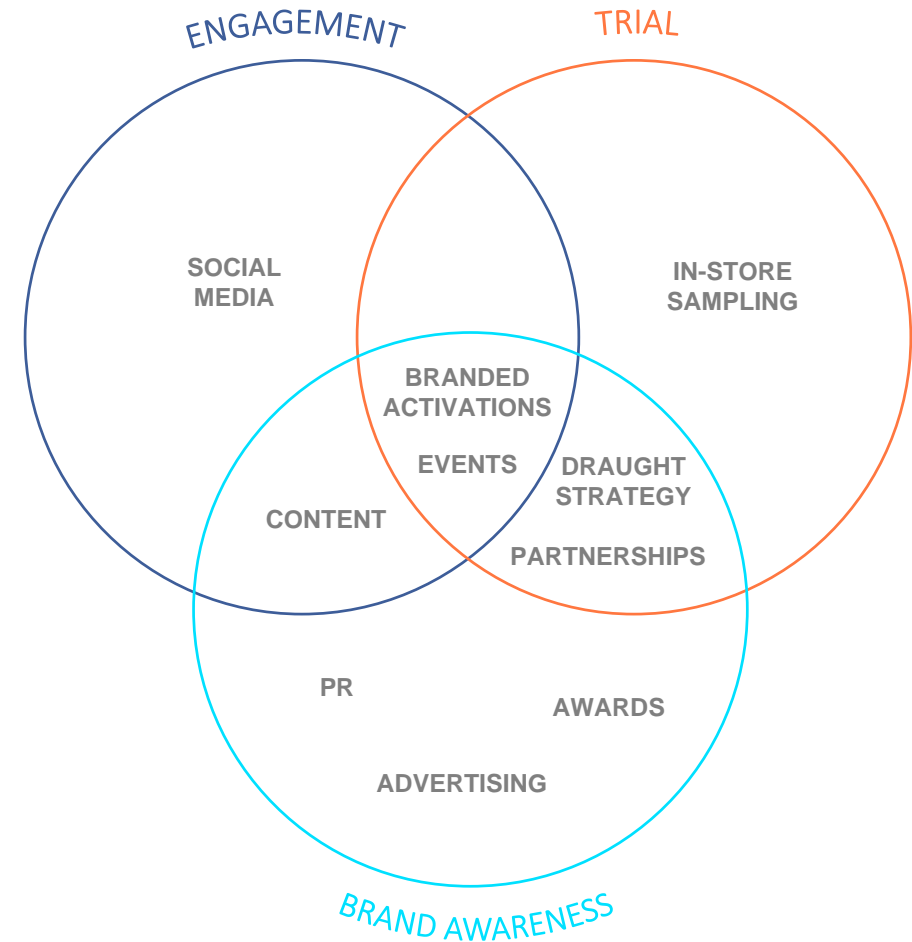 ENGAGEMENT
TRIAL
SOCIAL
MEDIA
IN-STORE
SAMPLING
BRANDED
ACTIVATIONS
EVENTS
DRAUGHT
STRATEGY
CONTENT
PARTNERSHIPS
PR
AWARDS
ADVERTISING
BRAND AWARENESS